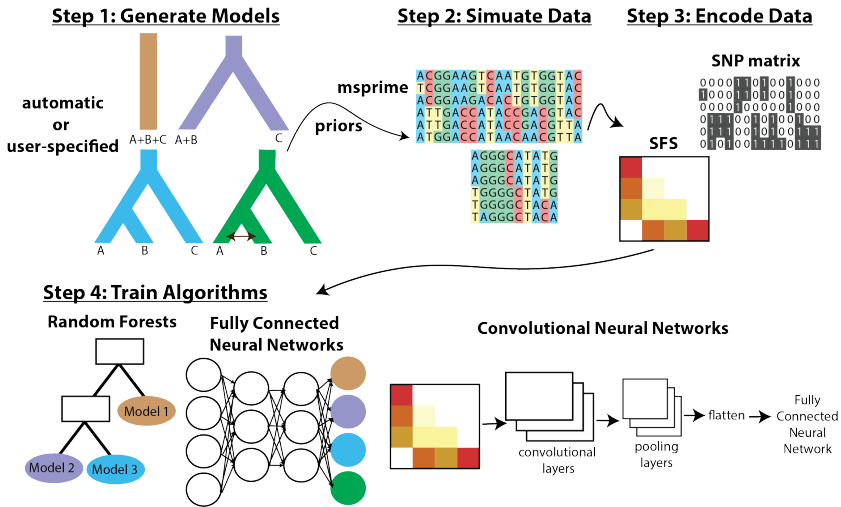 Step 1: Generate Models
Step 2: Simuate Data
Step 3: Encode Data
automatic
or
user-specified
A+B+C
A+B
C
A
B
C
A
B
C
msprime
priors
ACGGAAGTCAATGTGGTAC
TCGGAAGTCAATGTGGTAC
ACGGAAGACACTGTGGTAC
ATTGACCATACCGACGTAC
ATTGACCATACCGACGTTA
ATGGACCATAACAACGTTA
AGGGCATATG
AGGGCATATG
AGGGCATATG
TGGGGCTATG
TGGGGCTACA
TAGGGCTACA
SNP matrix
00001101001000
10001101001000
SFS
Step 4: Train Algorithms
Random Forests
Model 1
Model 2
Model 3
Fully Connected
Neural Networks
Convolutional Neural Networks
convolutional
layers
pooling
layers
flatten
Fully
Connected
Neural
Network